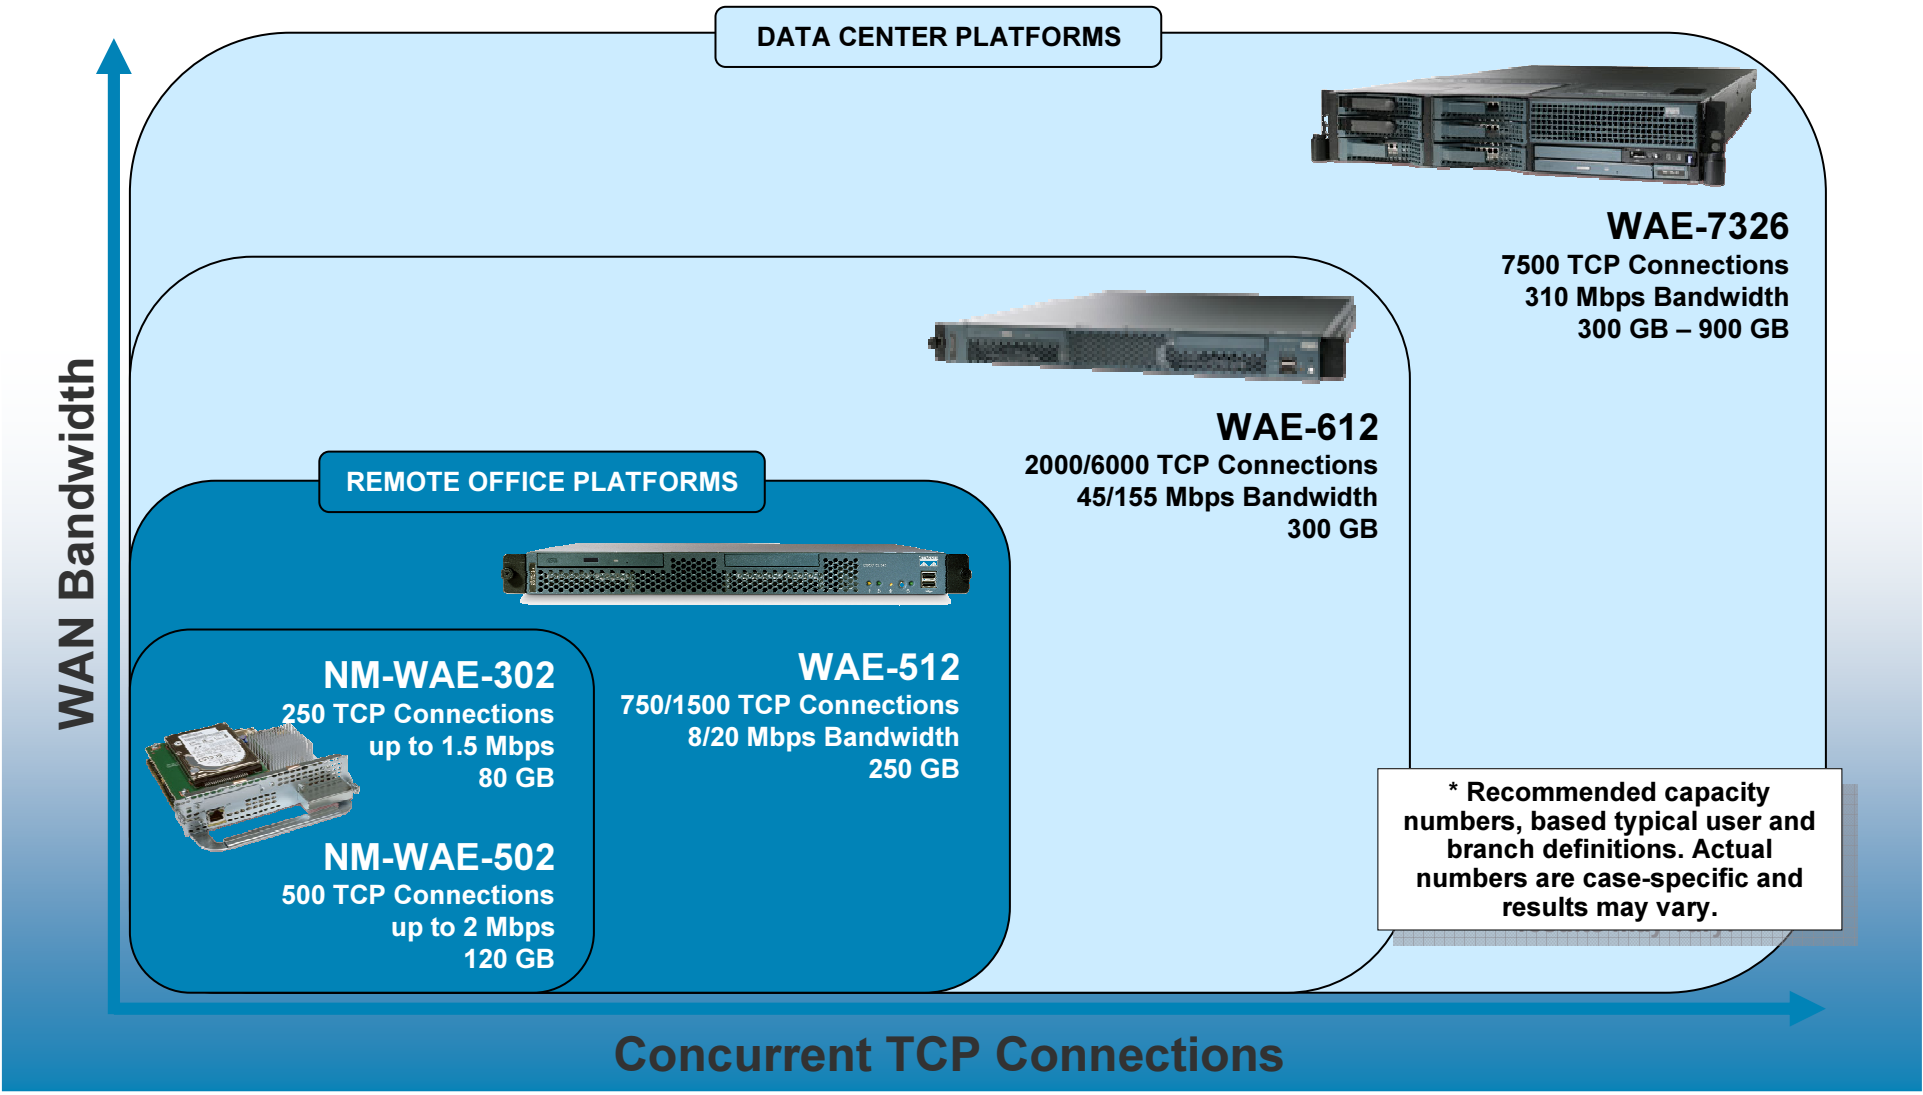 DATA CENTER PLATFORMS
WAE-7326
7500 TCP Connections
310 Mbps Bandwidth
300 GB – 900 GB
WAE-612
2000/6000 TCP Connections
45/155 Mbps Bandwidth
300 GB
REMOTE OFFICE PLATFORMS
WAE-512
750/1500 TCP Connections
8/20 Mbps Bandwidth
250 GB
NM-WAE-302
250 TCP Connections
up to 1.5 Mbps
80 GB
NM-WAE-502
500 TCP Connections
up to 2 Mbps
120 GB
* Recommended capacity
numbers, based typical user and
branch definitions. Actual
numbers are case-specific and
results may vary.
WAN Bandwidth
Concurrent TCP Connections